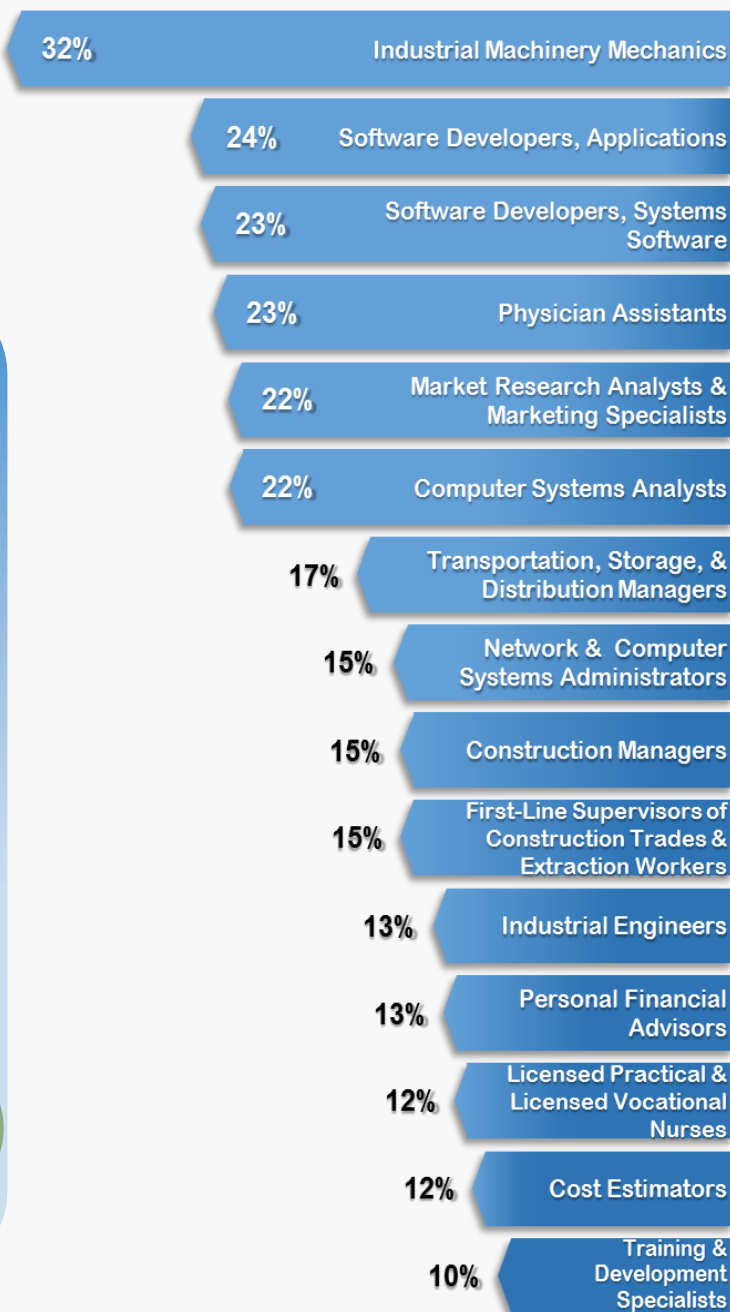 32% Industrial Machinery Mechanics
24% Software Developers, Applications
23% Software Developers, Systems
Software
23% Physician Assistants
22% Market Research Analysts &
Marketing Specialists
22% Computer Systems Analysts
17% Transportation, Storage, &
Distribution Managers
15% Network & Computer
Systems Administrators
15% Construction Managers
15% First-Line Supervisors of
Construction Trades &
Extraction Workers
13% Industrial Engineers
13% Personal Financial
Advisors
12% Licensed Practical &
Licensed Vocational
Nurses
12% Cost Estimators
10% Training &
Development
Specialists